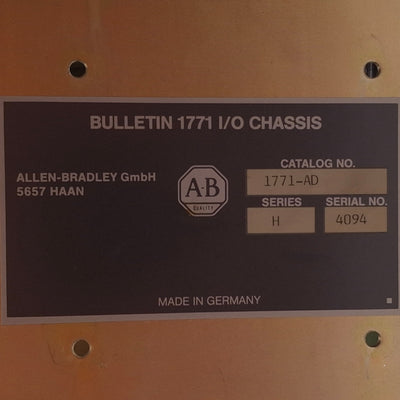 BULLETIN 1771 I/O CHASSIS
ALLEN-BRADLEY GmbH
5657 HAAN
A·B
QUALITY
CATALOG NO.
1771-AD
SERIES
SERIAL NO.
H
4094
MADE IN GERMANY